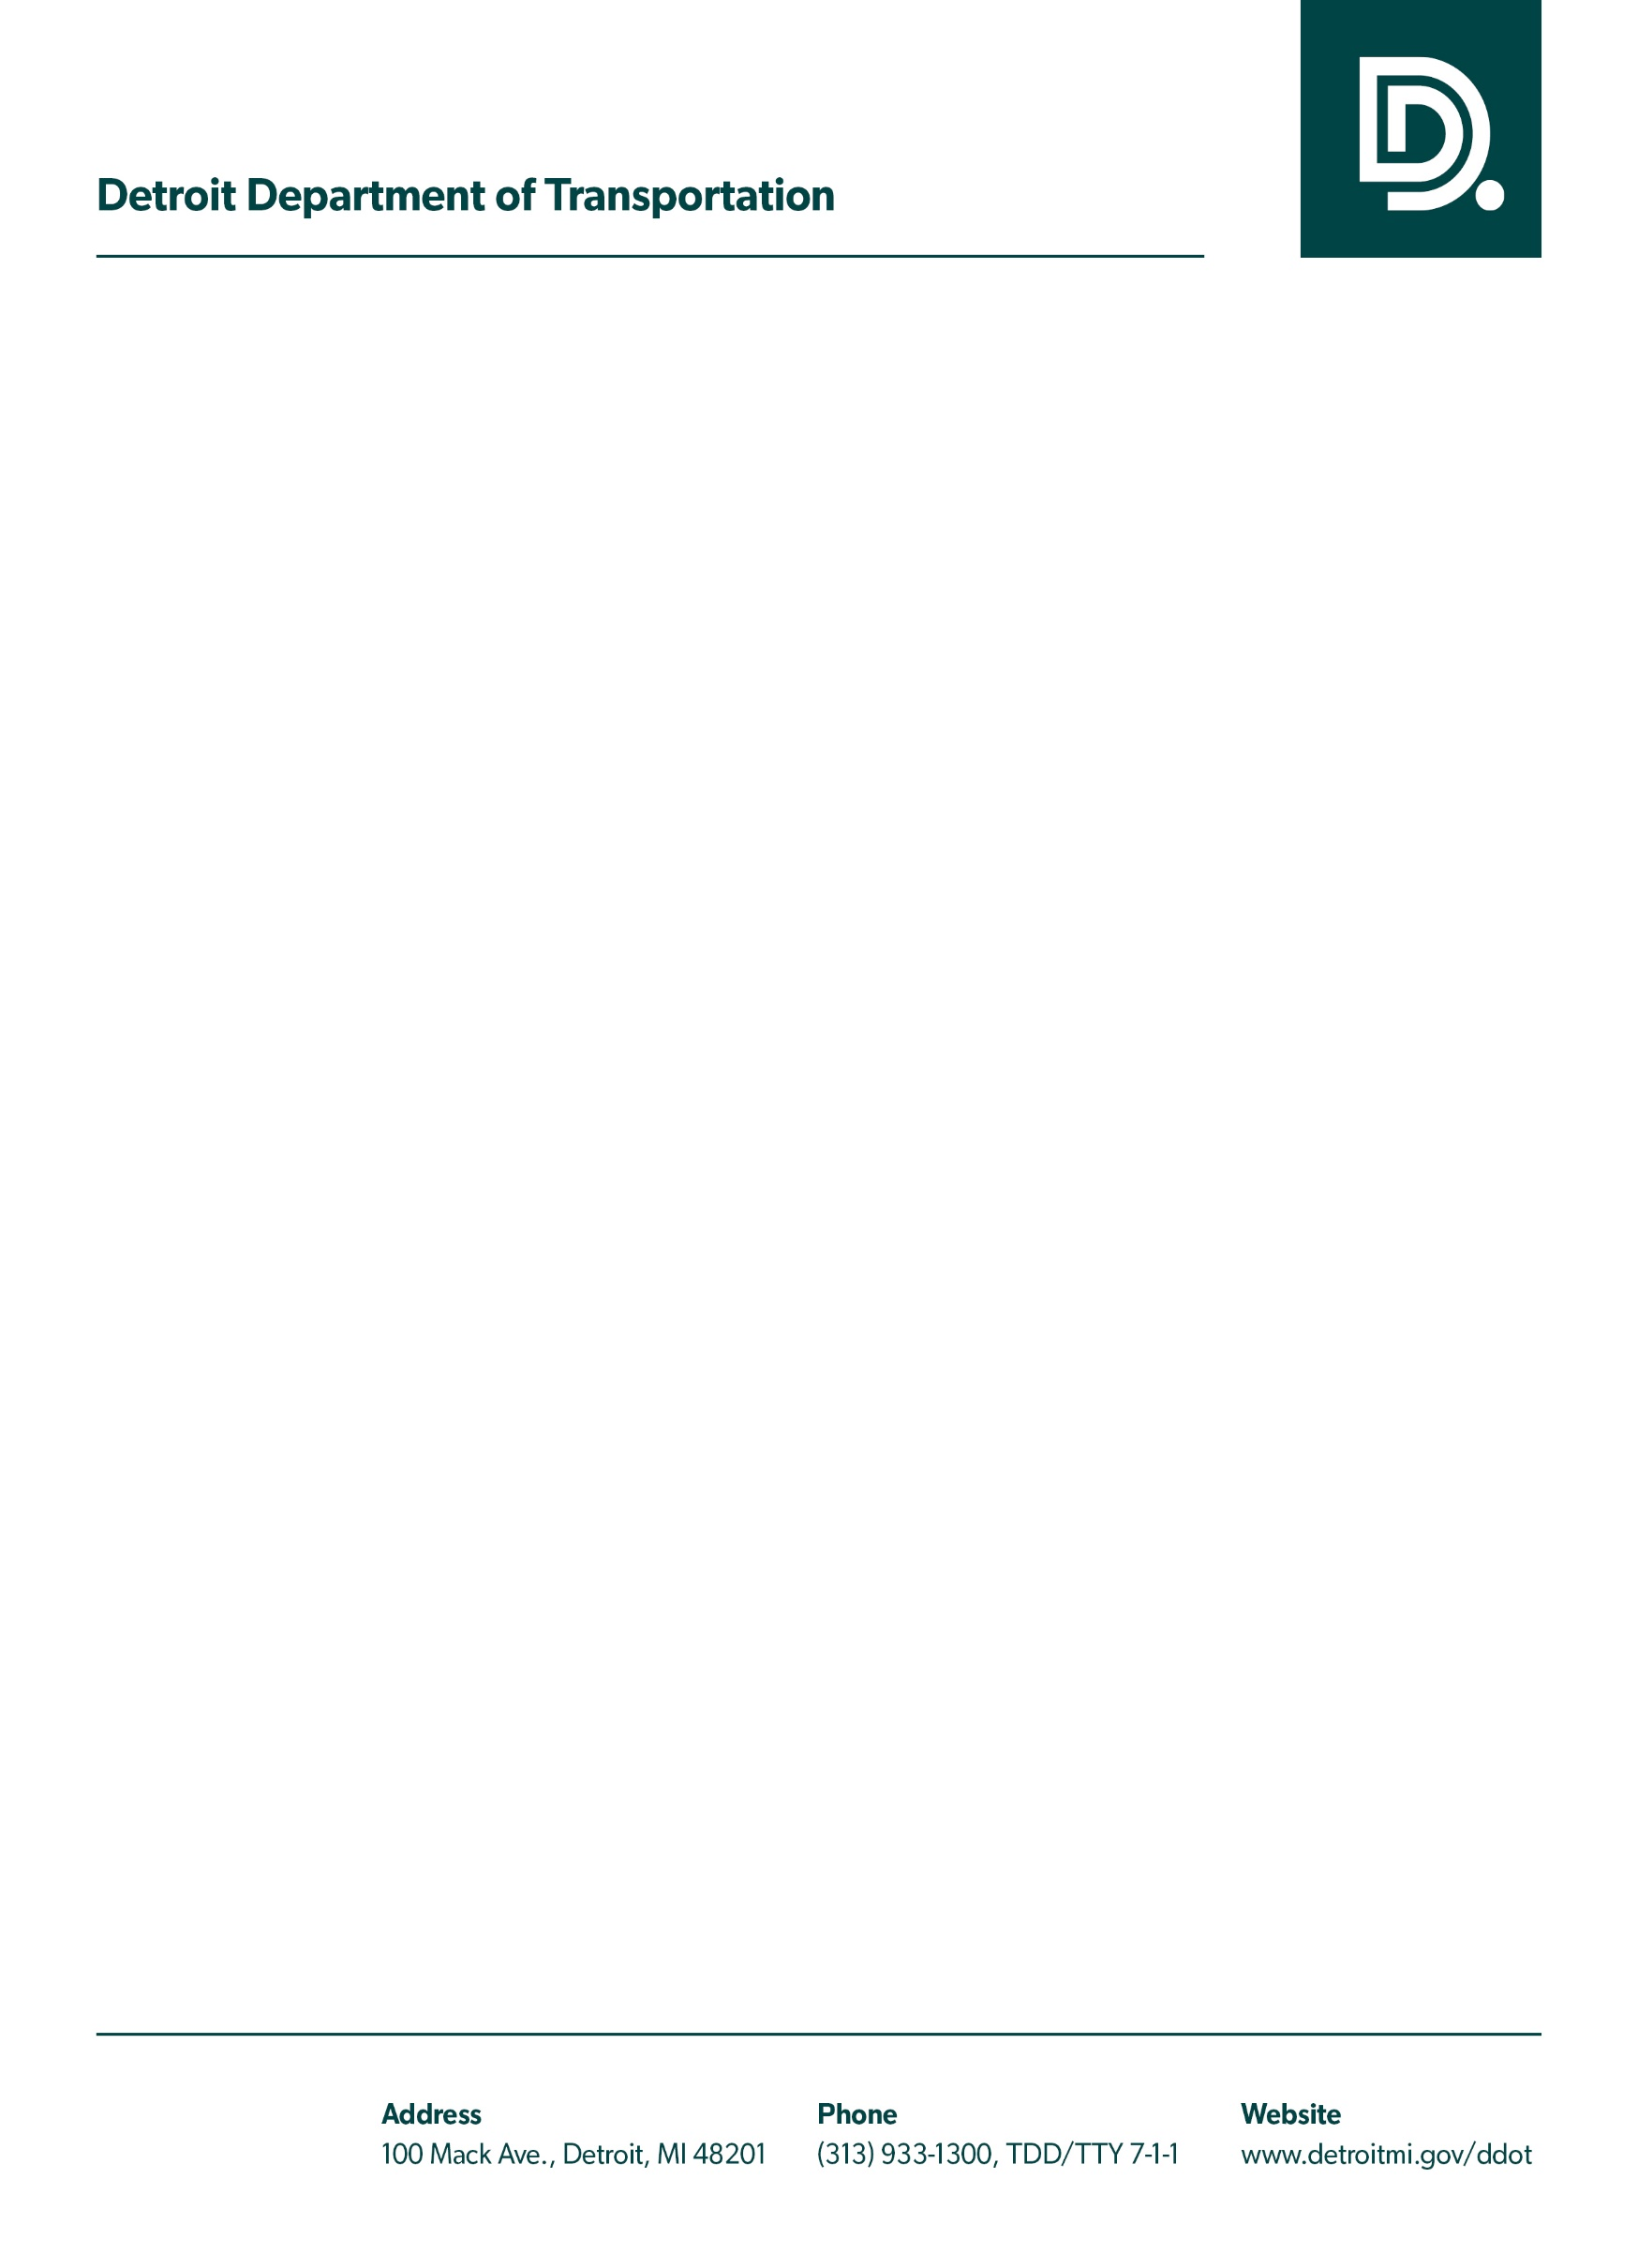 Detroit Department of Transportation
D.
Address
100 Mack Ave., Detroit, MI 48201
Phone
(313) 933-1300, TDD/TTY 7-1-1
Website
www.detroitmi.gov/ddot